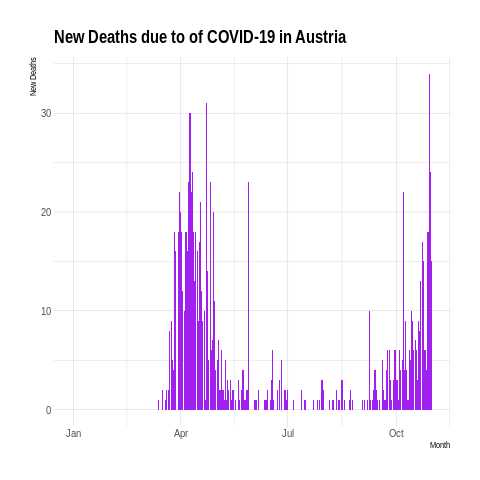 New Deaths due to of COVID-19 in Austria
New Deaths
30
20
10
0
Jan Apr Jul Oct
Month